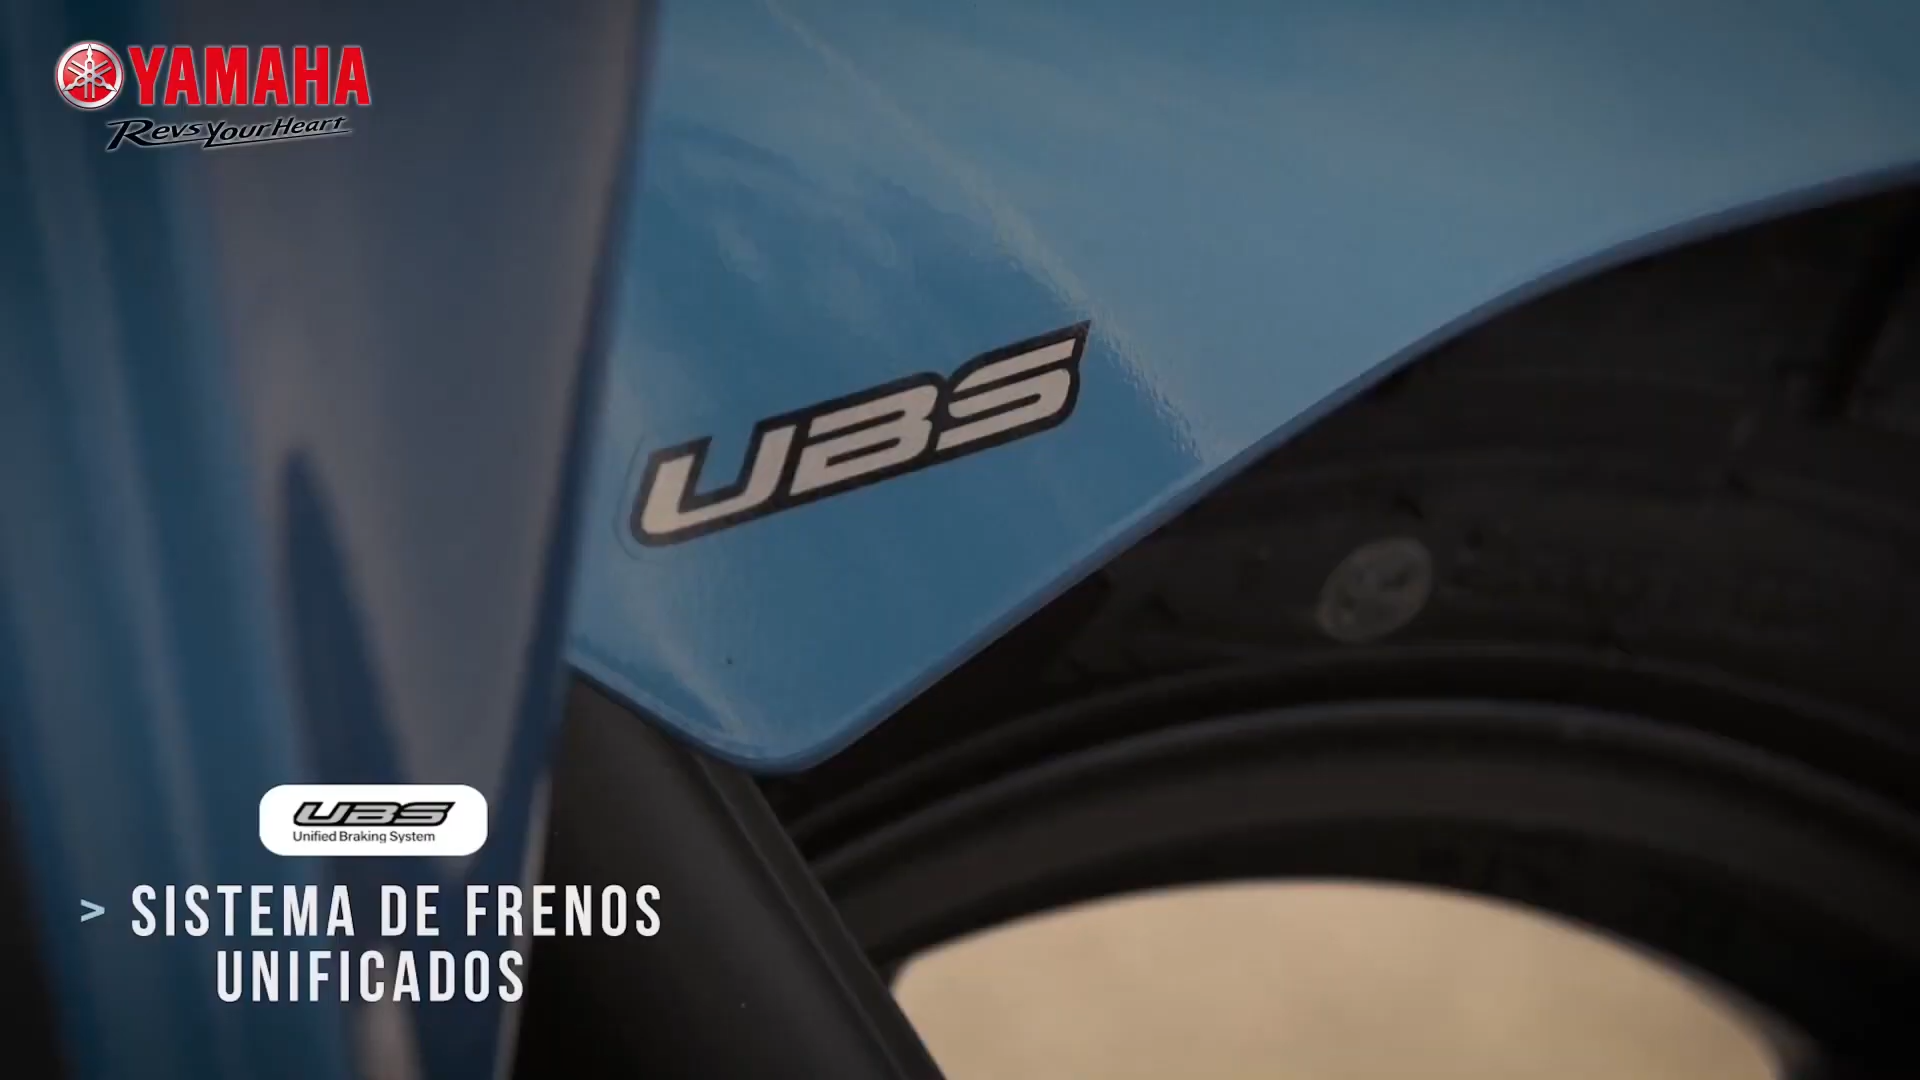 YAMAHA
Revs Your Heart
UBS
UBS
Unified Braking System
> SISTEMA DE FRENOS
UNIFICADOS